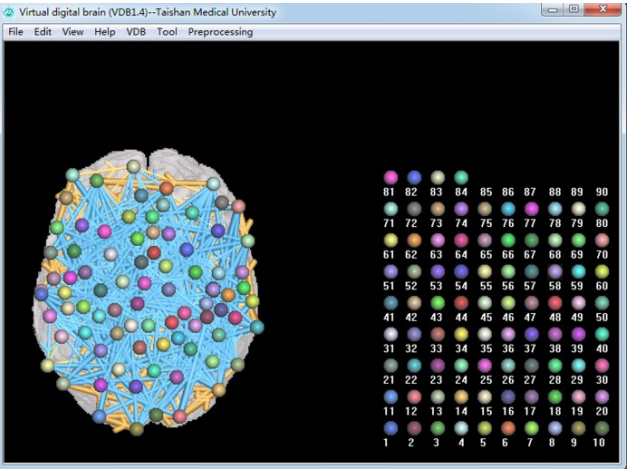 Virtual digital brain (VDB1.4)--Taishan Medical University
File Edit View Help VDB Tool Preprocessing
81 82 83 84 85 86 87 88 89 90
71 72 73 74 75 76 77 78 79 80
61 62 63 64 65 66 67 68 69 70
51 52 53 54 55 56 57 58 59 60
41 42 43 44 45 46 47 48 49 50
31 32 33 34 35 36 37 38 39 40
21 22 23 24 25 26 27 28 29 30
11 12 13 14 15 16 17 18 19 20
1 2 3 4 5 6 7 8 9 10